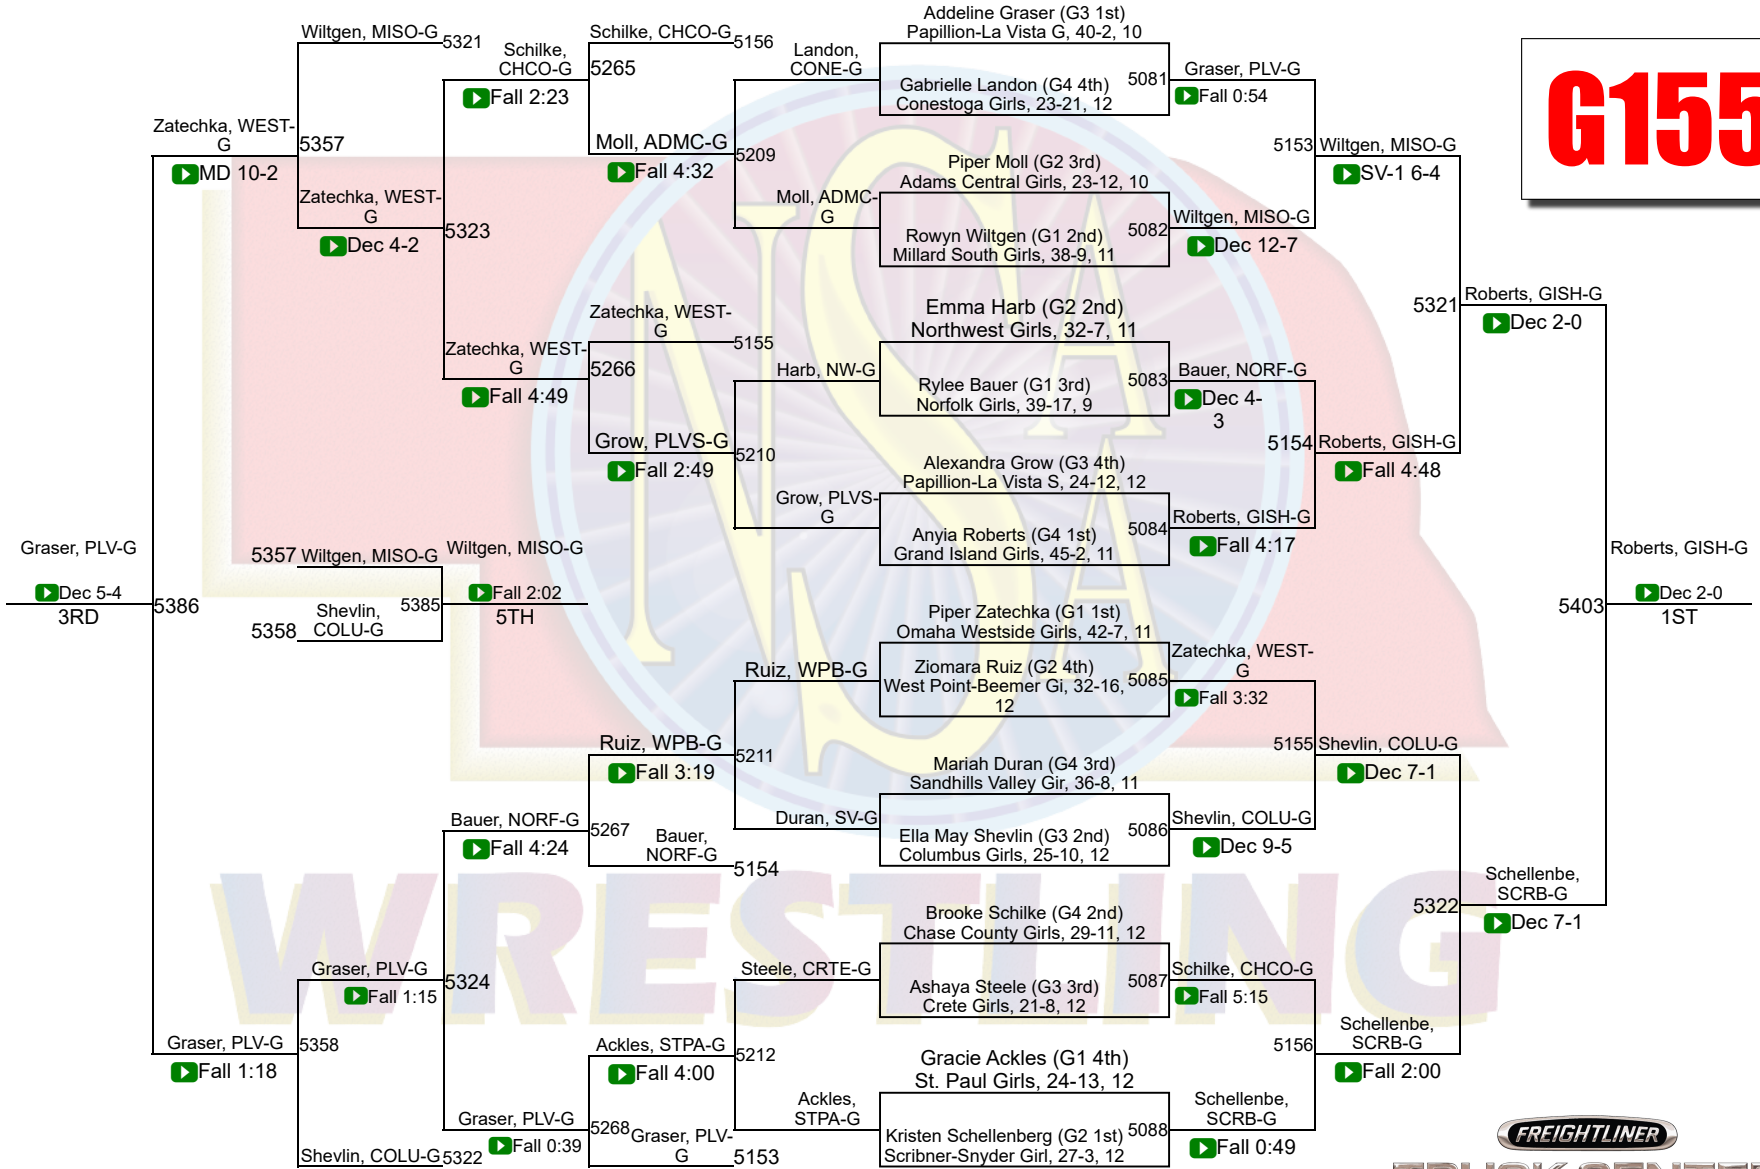 Wiltgen, MISO-G
5321
Schilke,
CHCO-G
Fall 2:23
Schilke, CHCO-G
5156
5265
Landon,
CONE-G
Addeline Graser (G3 1st)
Papillion-La Vista G, 40-2, 10
Gabrielle Landon (G4 4th)
Conestoga Girls, 23-21, 12
5081
Graser, PLV-G
Fall 0:54
G155
Zatechka, WEST-
G
5357
MD 10-2
Moll, ADMC-G
5209
Fall 4:32
Piper Moll (G2 3rd)
Adams Central Girls, 23-12, 10
5153
Wiltgen, MISO-G
SV-1 6-4
Zatechka, WEST-
G
5323
Dec 4-2
Moll, ADMC-
G
Rowyn Wiltgen (G1 2nd)
Millard South Girls, 38-9, 11
5082
Wiltgen, MISO-G
Dec 12-7
Zatechka, WEST-
G
5155
Emma Harb (G2 2nd)
Northwest Girls, 32-7, 11
5321
Roberts, GISH-G
Dec 2-0
Zatechka, WEST-
G
5266
Fall 4:49
Harb, NW-G
Rylee Bauer (G1 3rd)
Norfolk Girls, 39-17, 9
5083
Bauer, NORF-G
Dec 4-
3
Grow, PLVS-G
5210
Fall 2:49
Alexandra Grow (G3 4th)
Papillion-La Vista S, 24-12, 12
5154
Roberts, GISH-G
Fall 4:48
Grow, PLVS-
G
Anyia Roberts (G4 1st)
Grand Island Girls, 45-2, 11
5084
Roberts, GISH-G
Fall 4:17
Graser, PLV-G
Dec 5-4
3RD
5386
5357
Wiltgen, MISO-G
Shevlin,
COLU-G
5358
5385
Wiltgen, MISO-G
Fall 2:02
5TH
Roberts, GISH-G
5403
Dec 2-0
1ST
Piper Zatechka (G1 1st)
Omaha Westside Girls, 42-7, 11
Ruiz, WPB-G
Ziomara Ruiz (G2 4th)
West Point-Beemer Gi, 32-16,
12
5085
Zatechka, WEST-
G
Fall 3:32
Ruiz, WPB-G
5211
Fall 3:19
Mariah Duran (G4 3rd)
Sandhills Valley Gir, 36-8, 11
5155
Shevlin, COLU-G
Dec 7-1
Bauer, NORF-G
5267
Fall 4:24
Bauer,
NORF-G
5154
Duran, SV-G
Ella May Shevlin (G3 2nd)
Columbus Girls, 25-10, 12
5086
Shevlin, COLU-G
Dec 9-5
5322
Schellenbe,
SCRB-G
Dec 7-1
NSAA
WRESTLING
Brooke Schilke (G4 2nd)
Chase County Girls, 29-11, 12
Graser, PLV-G
5324
Fall 1:15
Steele, CRTE-G
Ashaya Steele (G3 3rd)
Crete Girls, 21-8, 12
5087
Schilke, CHCO-G
Fall 5:15
Graser, PLV-G
5358
Fall 1:18
Ackles, STPA-G
5212
Fall 4:00
Gracie Ackles (G1 4th)
St. Paul Girls, 24-13, 12
5156
Schellenbe,
SCRB-G
Fall 2:00
Graser, PLV-G
5268
Fall 0:39
Ackles,
STPA-G
Kristen Schellenberg (G2 1st)
Scribner-Snyder Girl, 27-3, 12
5088
Schellenbe,
SCRB-G
Fall 0:49
Shevlin, COLU-G
5322
Graser, PLV-
G
5153
FREIGHTLINER